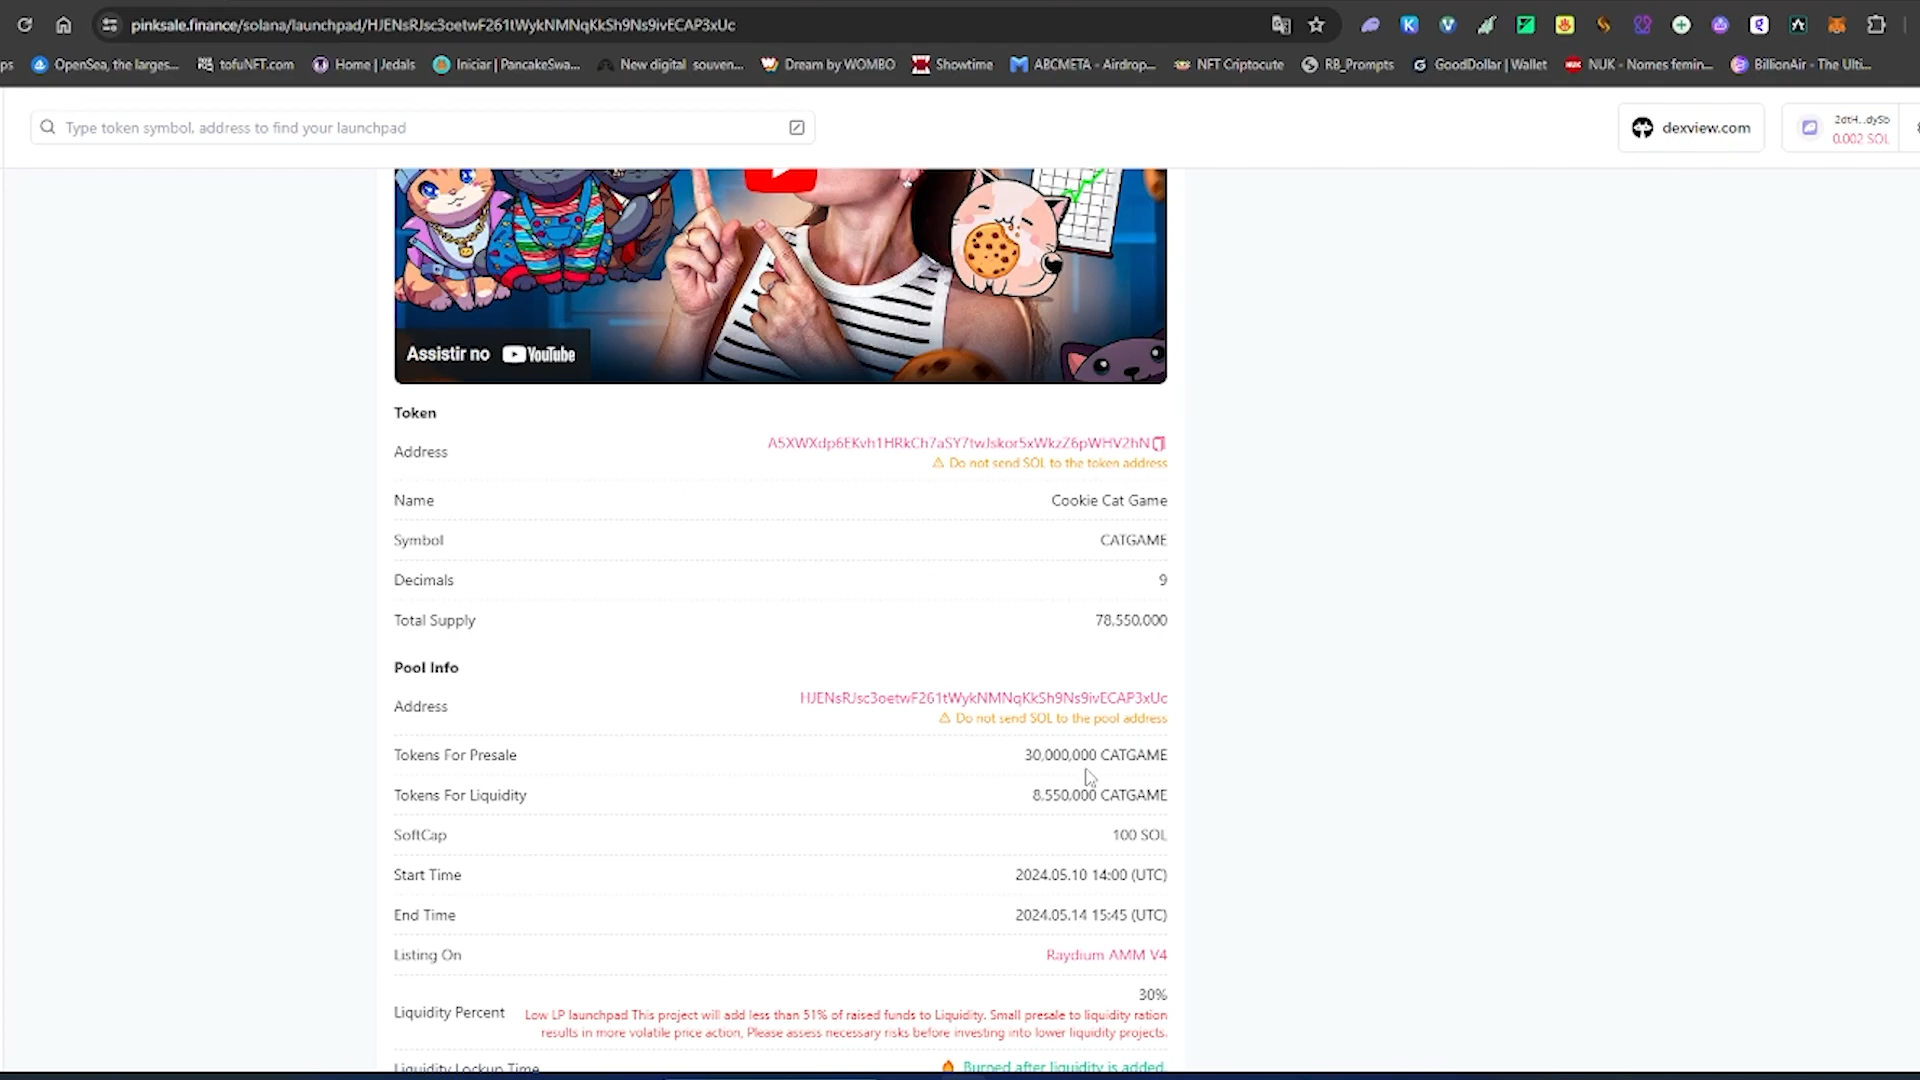 pinksale.finance/solana/launchpad/HJENsRJsc3oetwF261tWykNMNqKkSh9Ns9ivECAP3xUc
ps OpenSea, the larges... tofuNFT.com Home | Jedals Iniciar | PancakeSwa... New digital souven... Dream by WOMBO Showtime ABCMETA - Airdrop... NFT Criptocute RB_Prompts GoodDollar | Wallet NUK - Nomes femin... BillionAir - The Ulti...
Type token symbol, address to find your launchpad
dexview.com
2dtH...dySb
0.002 SOL
Assistir no YouTube
Token
Address
A5XWXdp6EKvh1HRkCh7aSY7twJskor5xWkzZ6pWHV2hN
Do not send SOL to the token address
Name Cookie Cat Game
Symbol CATGAME
Decimals 9
Total Supply 78,550,000
Pool Info
Address
HJENsRJsc3oetwF261tWykNMNqKkSh9Ns9ivECAP3xUc
Do not send SOL to the pool address
Tokens For Presale 30,000,000 CATGAME
Tokens For Liquidity 8,550,000 CATGAME
SoftCap 100 SOL
Start Time 2024.05.10 14:00 (UTC)
End Time 2024.05.14 15:45 (UTC)
Listing On Raydium AMM V4
Liquidity Percent
30%
Low LP launchpad This project will add less than 51% of raised funds to Liquidity. Small presale to liquidity ration
results in more volatile price action, Please assess necessary risks before investing into lower liquidity projects.
Liquidity Lockup Time Burned after liquidity is added.